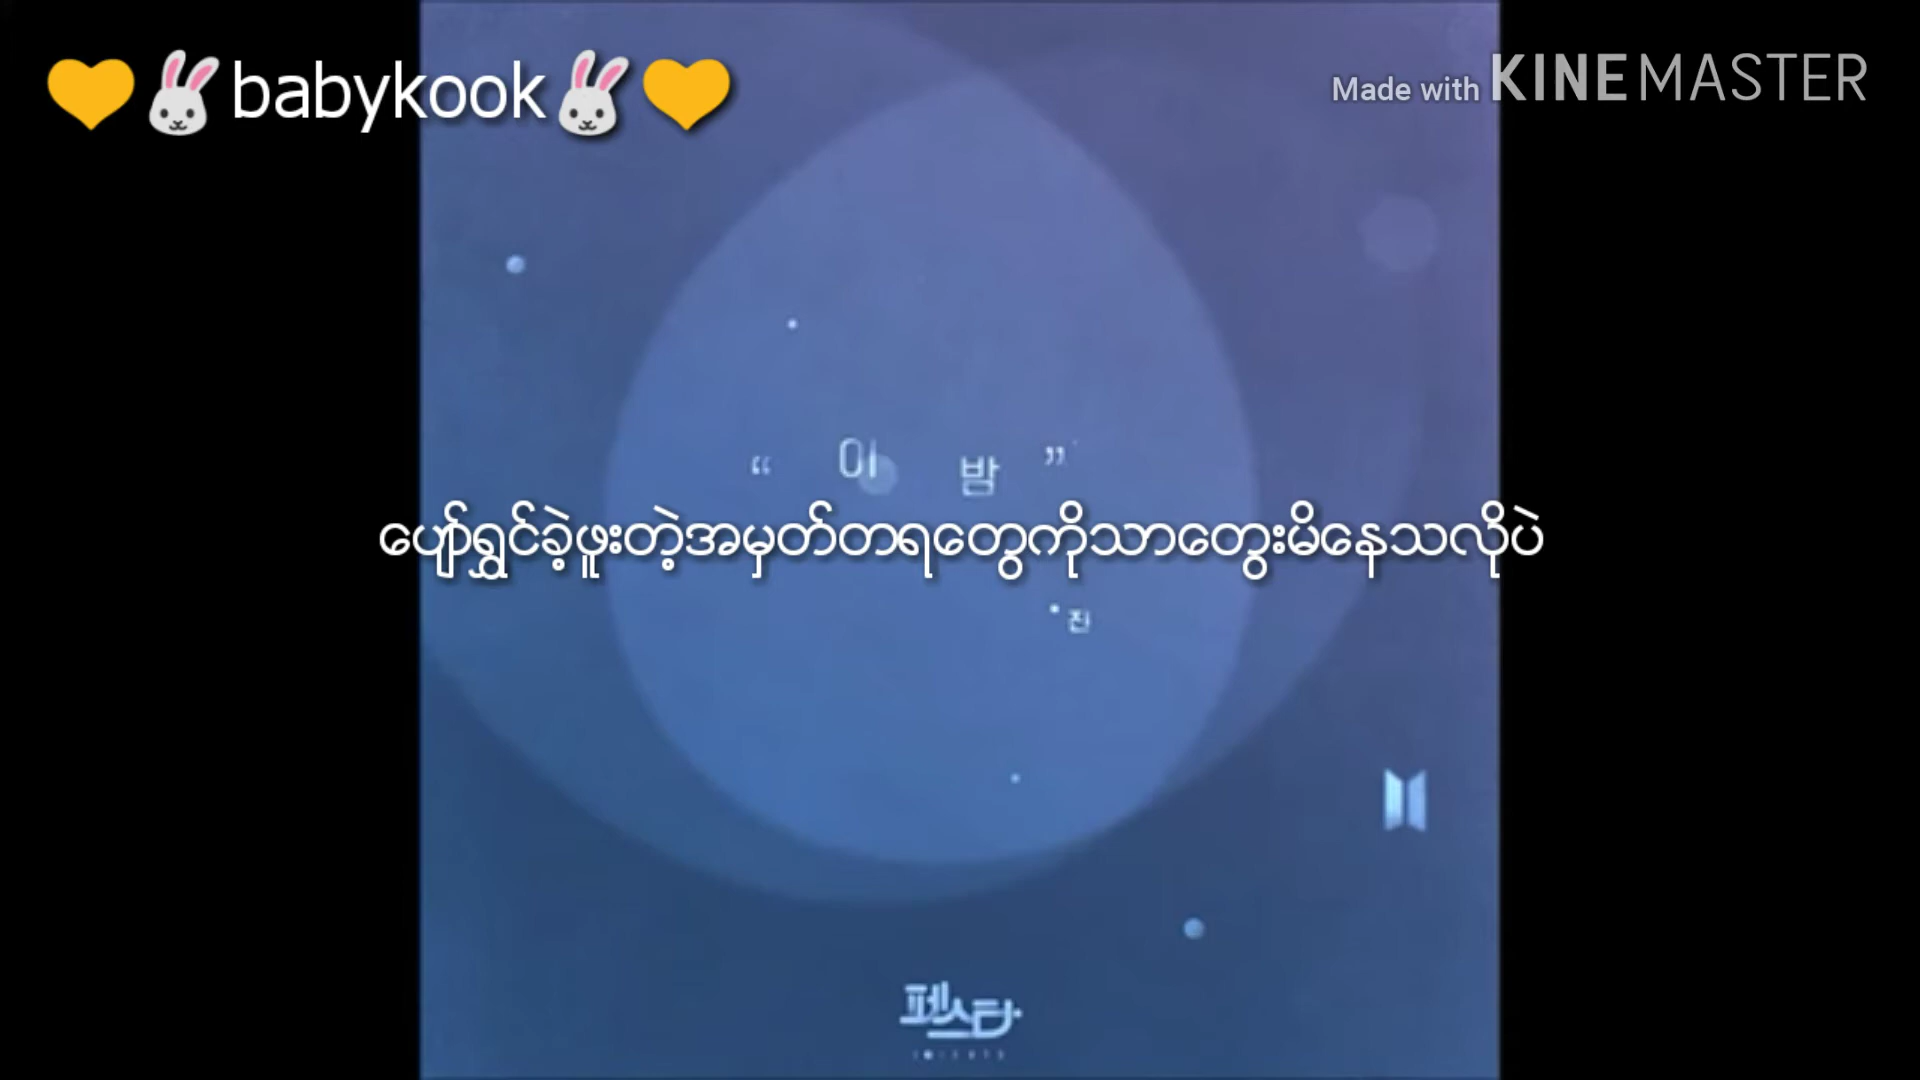 💛🐰babykook🐰💛
Made with KINEMASTER
“ 이 밤 ”
ပျော်ရွှင်ခဲ့ဖူးတဲ့အမှတ်တရတွေကိုသာတွေးမိနေသလိုပဲ
진
페스타